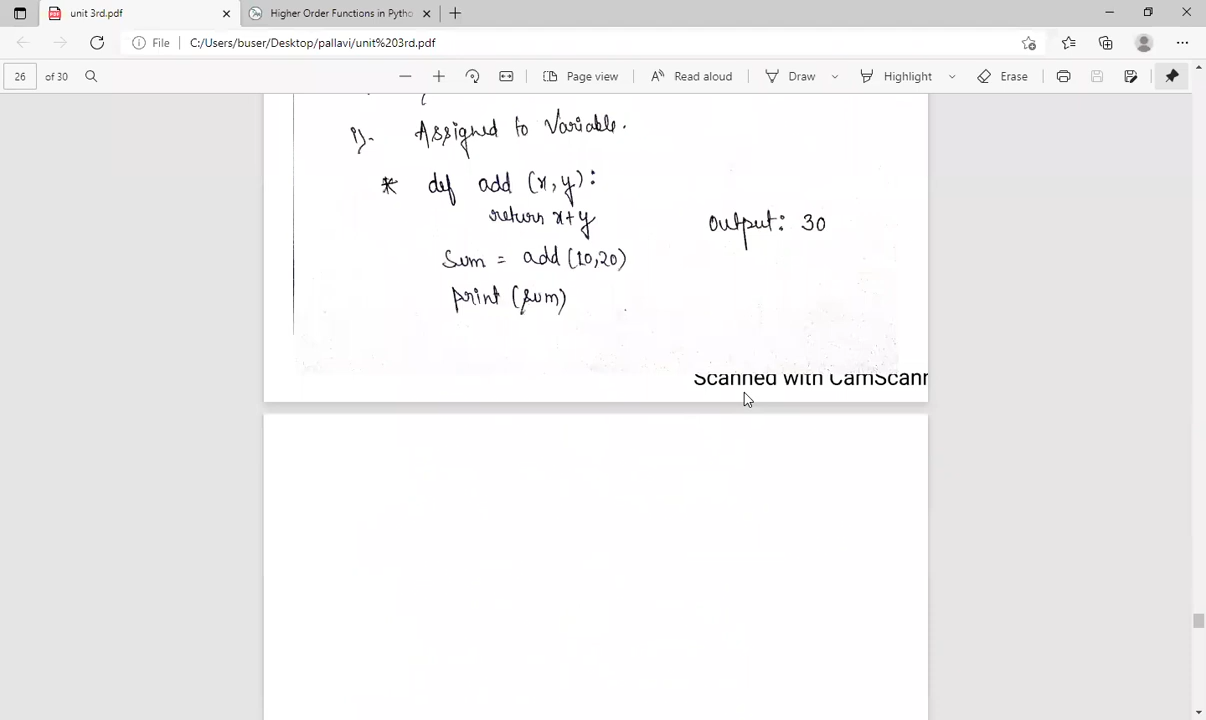 unit 3rd.pdf
Higher Order Functions in Pytho
File C:/Users/buser/Desktop/pallavi/unit%203rd.pdf
26 of 30 Page view Read aloud Draw Highlight Erase
i). Assigned to Variable.
* def add (x,y):
return x+y
Output: 30
Sum = add (10,20)
print (sum)
Scanned with CamScann